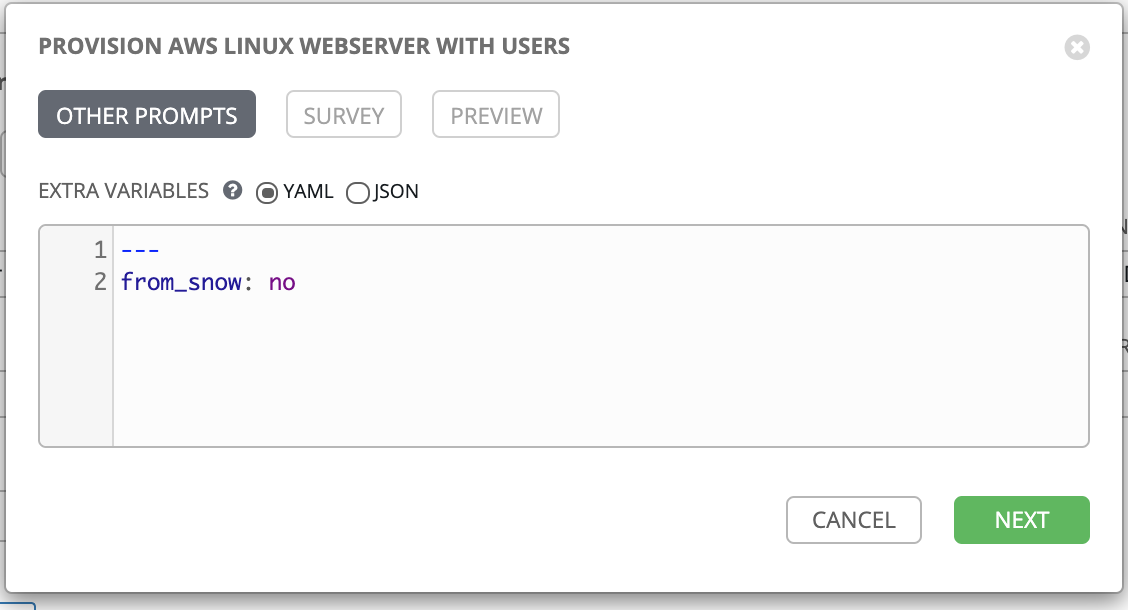 PROVISION AWS LINUX WEBSERVER WITH USERS
OTHER PROMPTS SURVEY PREVIEW
EXTRA VARIABLES ? YAML JSON
1 ---
2 from_snow: no
CANCEL NEXT